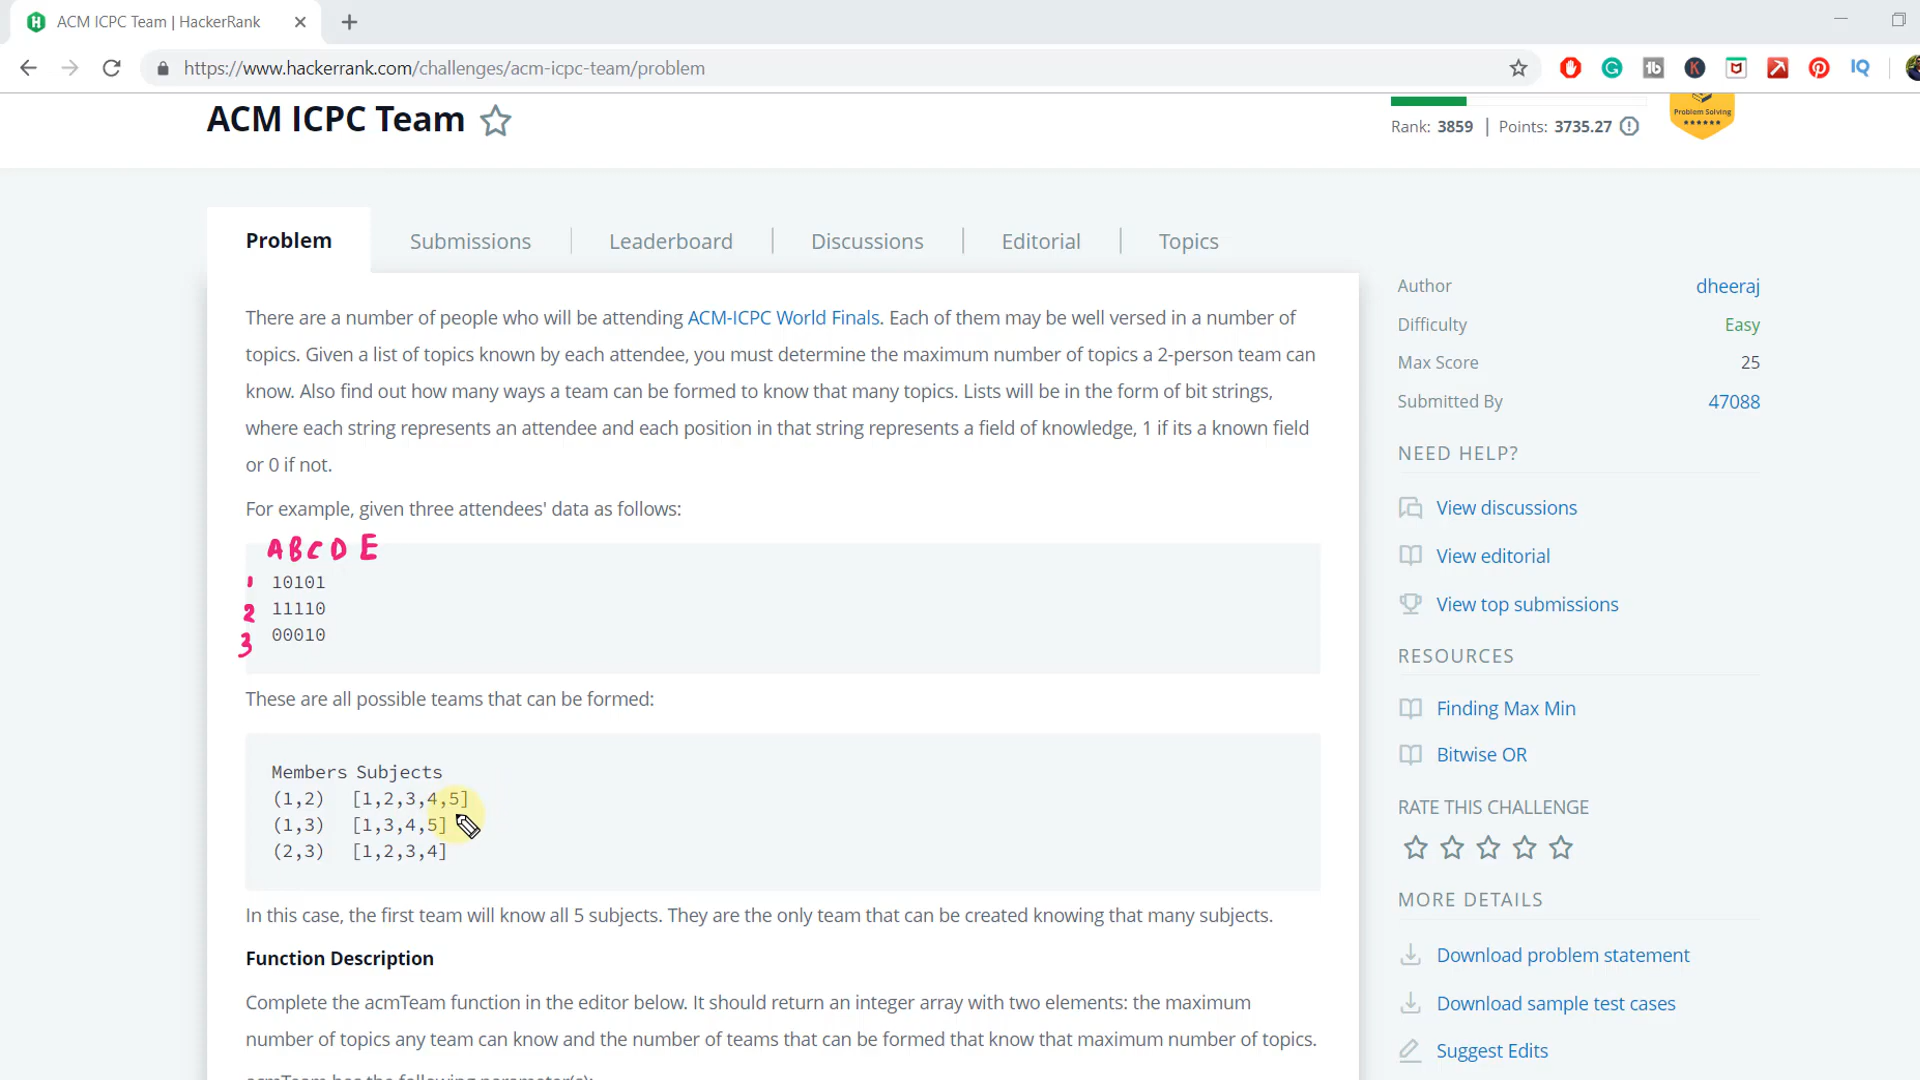 ACM ICPC Team | HackerRank
https://www.hackerrank.com/challenges/acm-icpc-team/problem
ACM ICPC Team
Rank: 3859 | Points: 3735.27
Problem Solving
Problem
Submissions
Leaderboard
Discussions
Editorial
Topics
There are a number of people who will be attending ACM-ICPC World Finals. Each of them may be well versed in a number of
topics. Given a list of topics known by each attendee, you must determine the maximum number of topics a 2-person team can
know. Also find out how many ways a team can be formed to know that many topics. Lists will be in the form of bit strings,
where each string represents an attendee and each position in that string represents a field of knowledge, 1 if its a known field
or 0 if not.
For example, given three attendees' data as follows:
A B C D E
1 10101
2 11110
3 00010
These are all possible teams that can be formed:
Members Subjects
(1,2) [1,2,3,4,5]
(1,3) [1,3,4,5]
(2,3) [1,2,3,4]
In this case, the first team will know all 5 subjects. They are the only team that can be created knowing that many subjects.
Function Description
Complete the acmTeam function in the editor below. It should return an integer array with two elements: the maximum
number of topics any team can know and the number of teams that can be formed that know that maximum number of topics.
acmTeam has the following parameter(s):
Author dheeraj
Difficulty Easy
Max Score 25
Submitted By 47088
NEED HELP?
View discussions
View editorial
View top submissions
RESOURCES
Finding Max Min
Bitwise OR
RATE THIS CHALLENGE
MORE DETAILS
Download problem statement
Download sample test cases
Suggest Edits